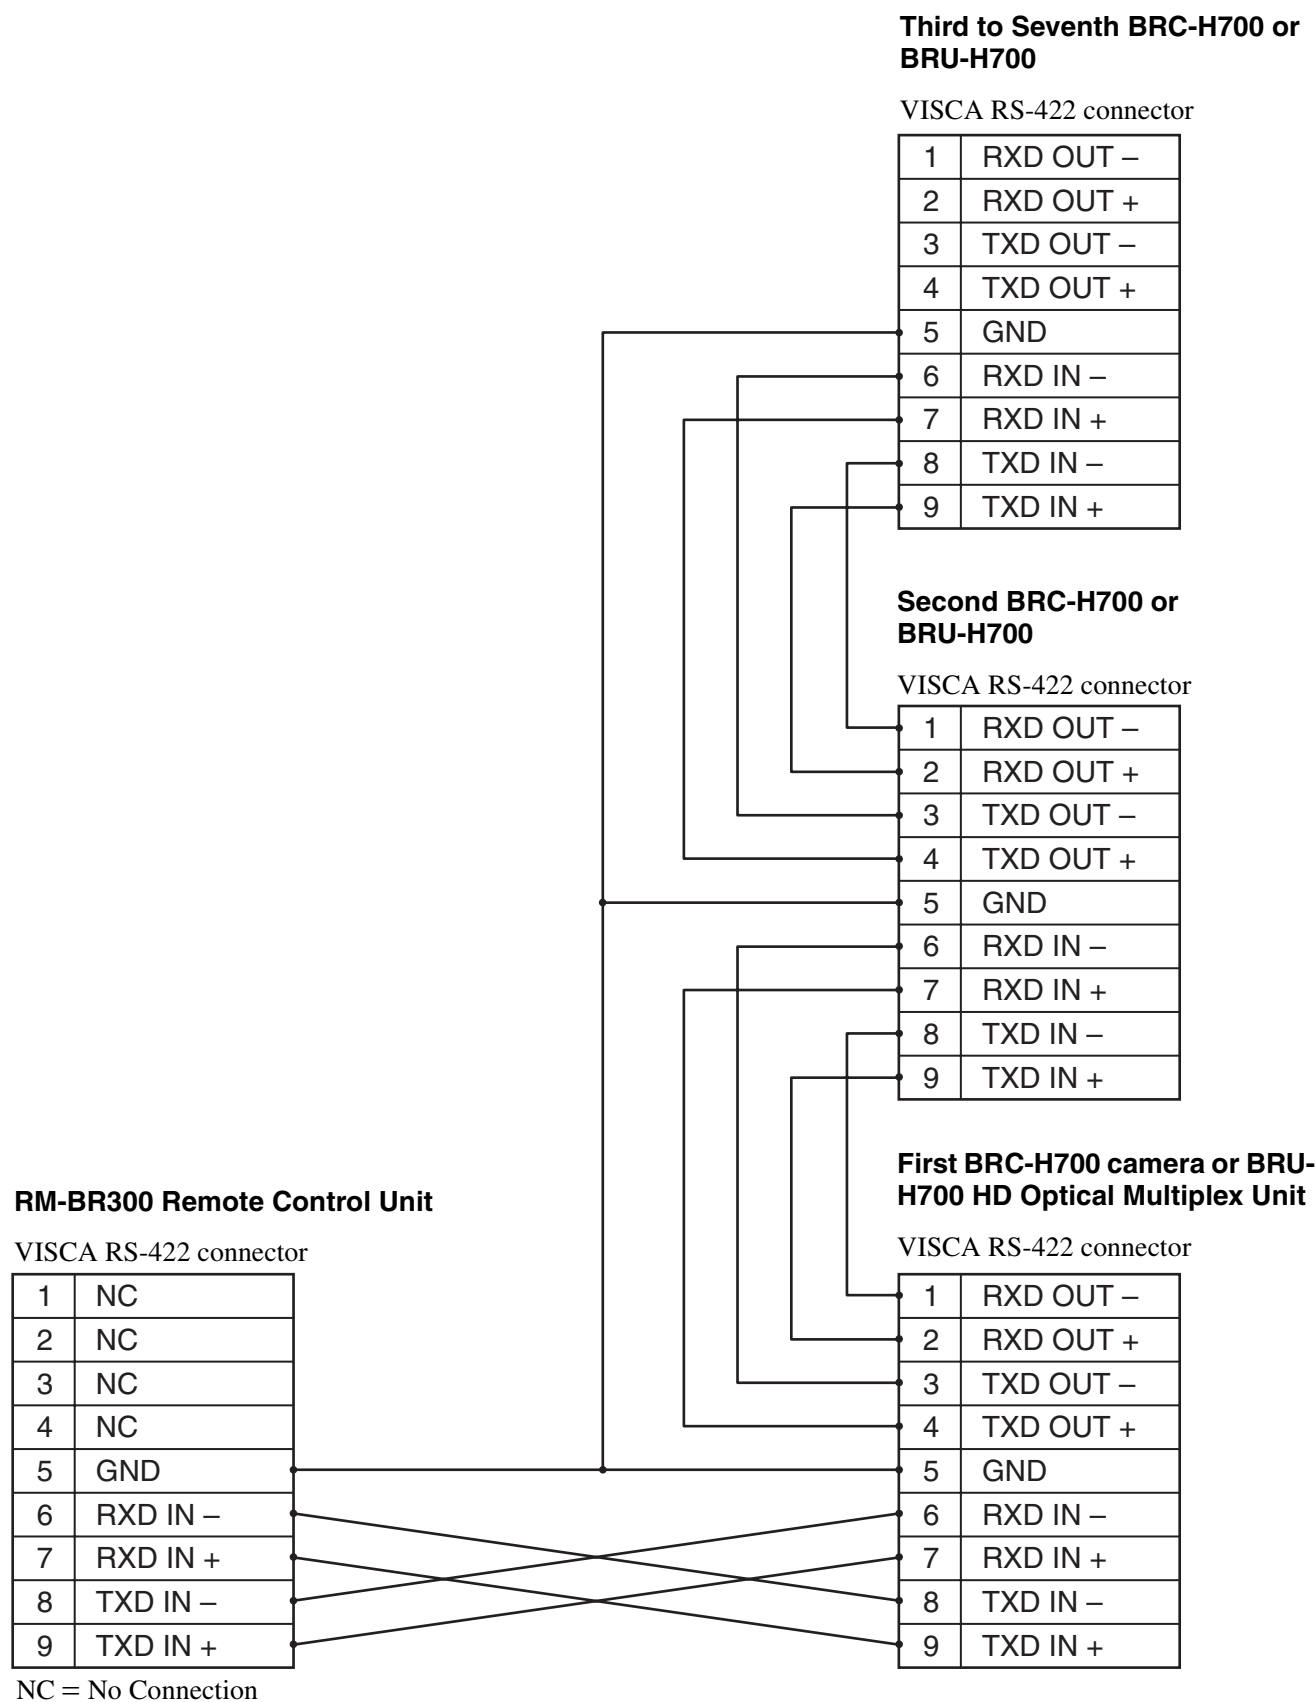 Third to Seventh BRC-H700 or
BRU-H700
VISCA RS-422 connector
1 RXD OUT –
2 RXD OUT +
3 TXD OUT –
4 TXD OUT +
5 GND
6 RXD IN –
7 RXD IN +
8 TXD IN –
9 TXD IN +
Second BRC-H700 or
BRU-H700
VISCA RS-422 connector
1 RXD OUT –
2 RXD OUT +
3 TXD OUT –
4 TXD OUT +
5 GND
6 RXD IN –
7 RXD IN +
8 TXD IN –
9 TXD IN +
RM-BR300 Remote Control Unit
VISCA RS-422 connector
1 NC
2 NC
3 NC
4 NC
5 GND
6 RXD IN –
7 RXD IN +
8 TXD IN –
9 TXD IN +
NC = No Connection
First BRC-H700 camera or BRU-
H700 HD Optical Multiplex Unit
VISCA RS-422 connector
1 RXD OUT –
2 RXD OUT +
3 TXD OUT –
4 TXD OUT +
5 GND
6 RXD IN –
7 RXD IN +
8 TXD IN –
9 TXD IN +